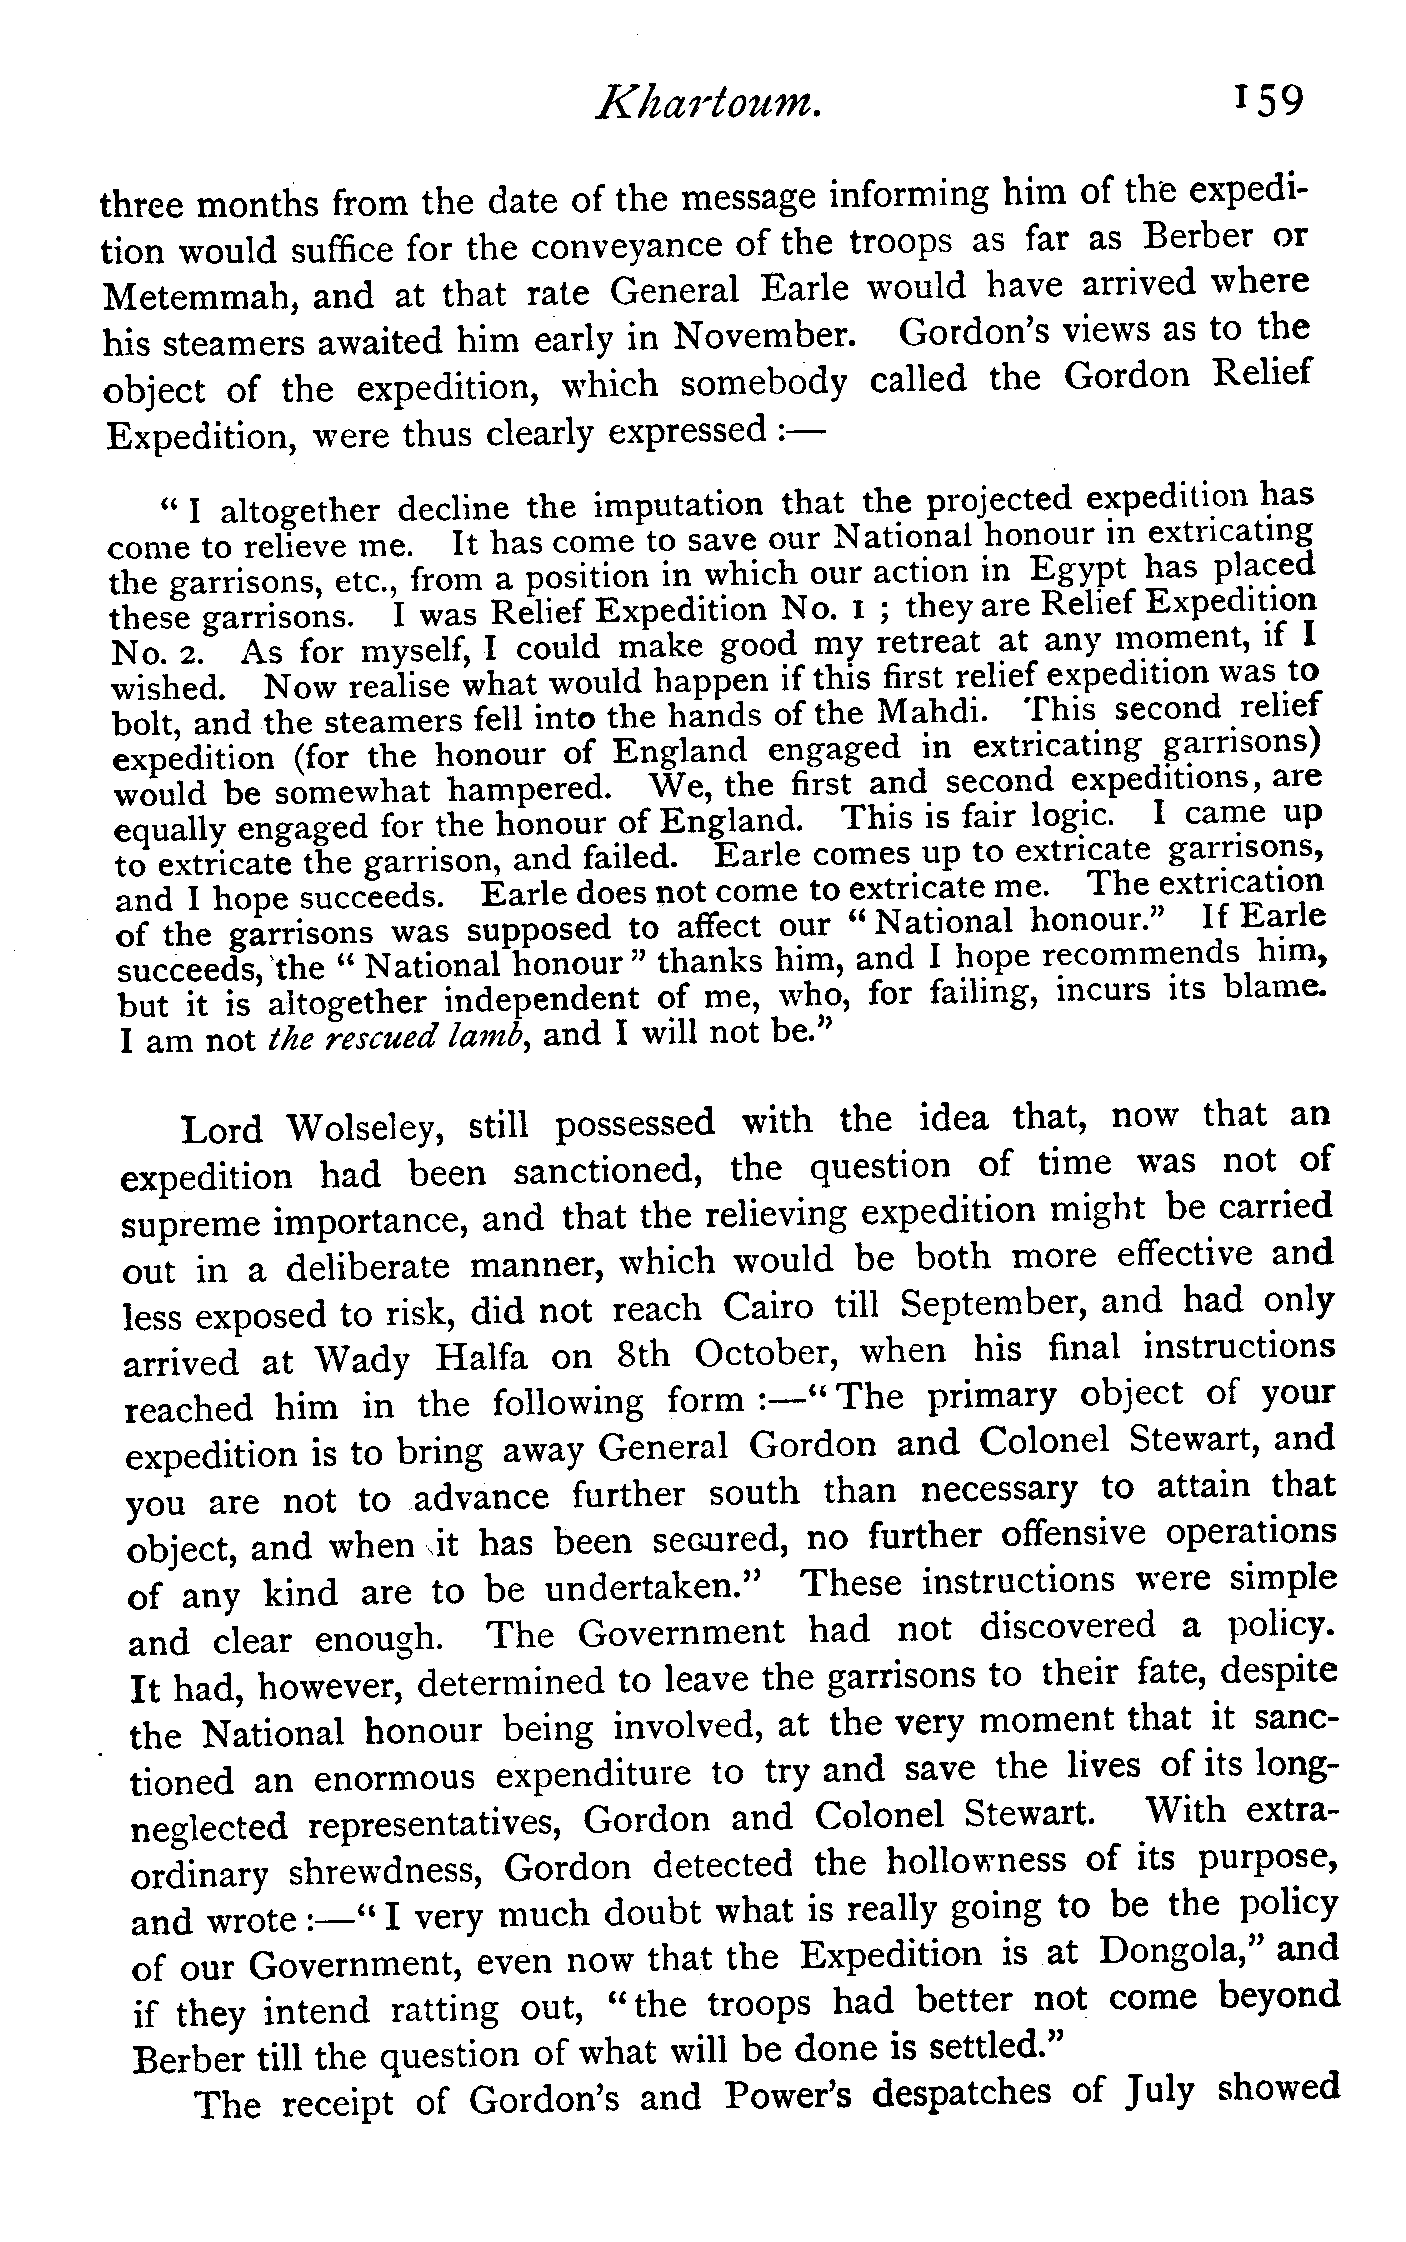 Khartoum. 159
three months from the date of the message informing him of the expedi-
tion would suffice for the conveyance of the troops as far as Berber or
Metemmah, and at that rate General Earle would have arrived where
his steamers awaited him early in November. Gordon's views as to the
object of the expedition, which somebody called the Gordon Relief
Expedition, were thus clearly expressed :—
" I altogether decline the imputation that the projected expedition has
come to relieve me. It has come to save our National honour in extricating
the garrisons, etc., from a position in which our action in Egypt has placed
these garrisons. I was Relief Expedition No. 1 ; they are Relief Expedition
No. 2. As for myself, I could make good my retreat at any moment, if I
wished. Now realise what would happen if this first relief expedition was to
bolt, and the steamers fell into the hands of the Mahdi. This second relief
expedition (for the honour of England engaged in extricating garrisons)
would be somewhat hampered. We, the first and second expeditions, are
equally engaged for the honour of England. This is fair logic. I came up
to extricate the garrison, and failed. Earle comes up to extricate garrisons,
and I hope succeeds. Earle does not come to extricate me. The extrication
of the garrisons was supposed to affect our " National honour." If Earle
succeeds, the " National honour " thanks him, and I hope recommends him,
but it is altogether independent of me, who, for failing, incurs its blame.
I am not the rescued lamb, and I will not be."
Lord Wolseley, still possessed with the idea that, now that an
expedition had been sanctioned, the question of time was not of
supreme importance, and that the relieving expedition might be carried
out in a deliberate manner, which would be both more effective and
less exposed to risk, did not reach Cairo till September, and had only
arrived at Wady Halfa on 8th October, when his final instructions
reached him in the following form :—" The primary object of your
expedition is to bring away General Gordon and Colonel Stewart, and
you are not to advance further south than necessary to attain that
object, and when it has been secured, no further offensive operations
of any kind are to be undertaken." These instructions were simple
and clear enough. The Government had not discovered a policy.
It had, however, determined to leave the garrisons to their fate, despite
the National honour being involved, at the very moment that it sanc-
tioned an enormous expenditure to try and save the lives of its long-
neglected representatives, Gordon and Colonel Stewart. With extra-
ordinary shrewdness, Gordon detected the hollowness of its purpose,
and wrote :—" I very much doubt what is really going to be the policy
of our Government, even now that the Expedition is at Dongola," and
if they intend ratting out, " the troops had better not come beyond
Berber till the question of what will be done is settled."
The receipt of Gordon's and Power's despatches of July showed